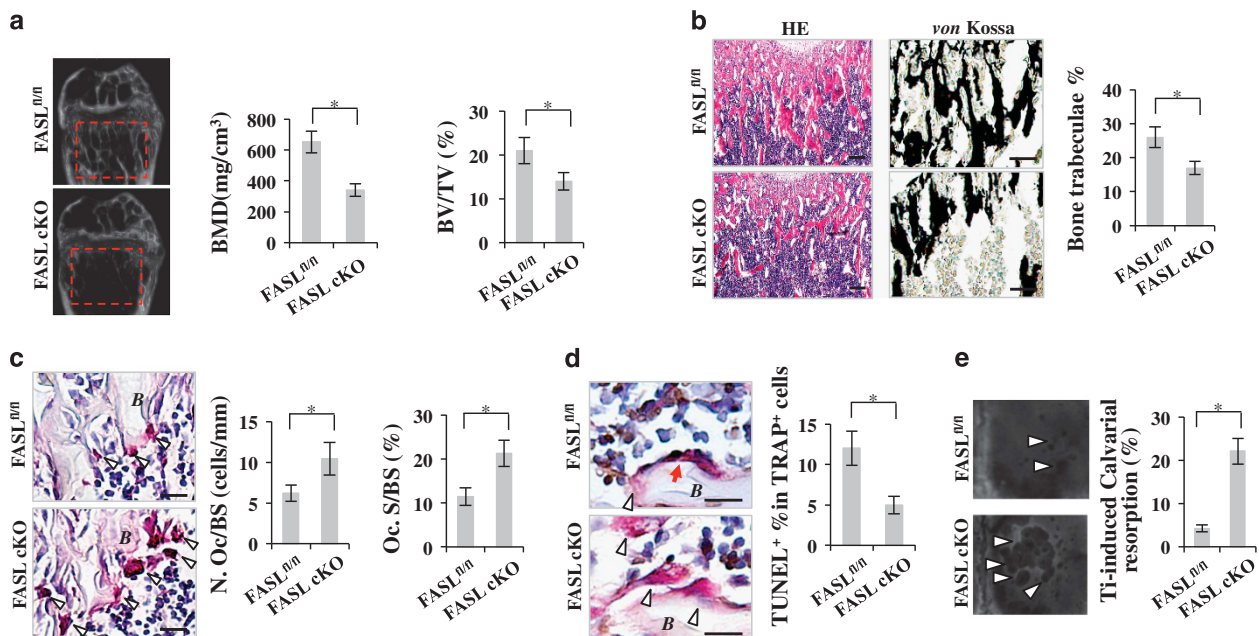 a
FASL^fl/fl
FASL cKO
BMD(mg/cm³)
800
600
400
200
0
*
FASL^fl/fl
FASL cKO
BV/TV (%)
30
20
10
0
*
FASL^fl/fl
FASL cKO
b
HE
von Kossa
FASL^fl/fl
FASL cKO
Bone trabeculae %
40
30
20
10
0
*
FASL^fl/fl
FASL cKO
c
FASL^fl/fl
FASL cKO
B
B
N. Oc/BS (cells/mm)
15
10
5
0
*
FASL^fl/fl
FASL cKO
Oc. S/BS (%)
30
20
10
0
*
FASL^fl/fl
FASL cKO
d
FASL^fl/fl
FASL cKO
B
B
TUNEL⁺ % in TRAP⁺ cells
15
10
5
0
*
FASL^fl/fl
FASL cKO
e
FASL^fl/fl
FASL cKO
Ti-induced Calvarial
resorption (%)
30
20
10
0
*
FASL^fl/fl
FASL cKO